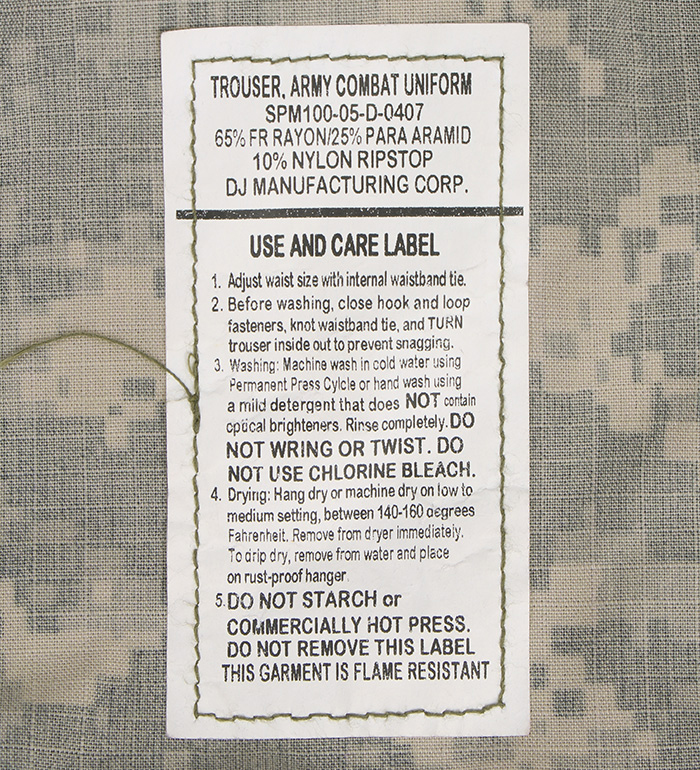 TROUSER, ARMY COMBAT UNIFORM
SPM100-05-D-0407
65% FR RAYON/25% PARA ARAMID
10% NYLON RIPSTOP
DJ MANUFACTURING CORP.
USE AND CARE LABEL
1. Adjust waist size with internal waistband tie.
2. Before washing, close hook and loop
fasteners, knot waistband tie, and TURN
trouser inside out to prevent snagging.
3. Washing: Machine wash in cold water using
Permanent Press Cylcle or hand wash using
a mild detergent that does NOT contain
optical brighteners. Rinse completely. DO
NOT WRING OR TWIST. DO
NOT USE CHLORINE BLEACH.
4. Drying: Hang dry or machine dry on low to
medium setting, between 140-160 degrees
Fahrenheit. Remove from dryer immediately.
To drip dry, remove from water and place
on rust-proof hanger
5. DO NOT STARCH or
COMMERCIALLY HOT PRESS.
DO NOT REMOVE THIS LABEL
THIS GARMENT IS FLAME RESISTANT